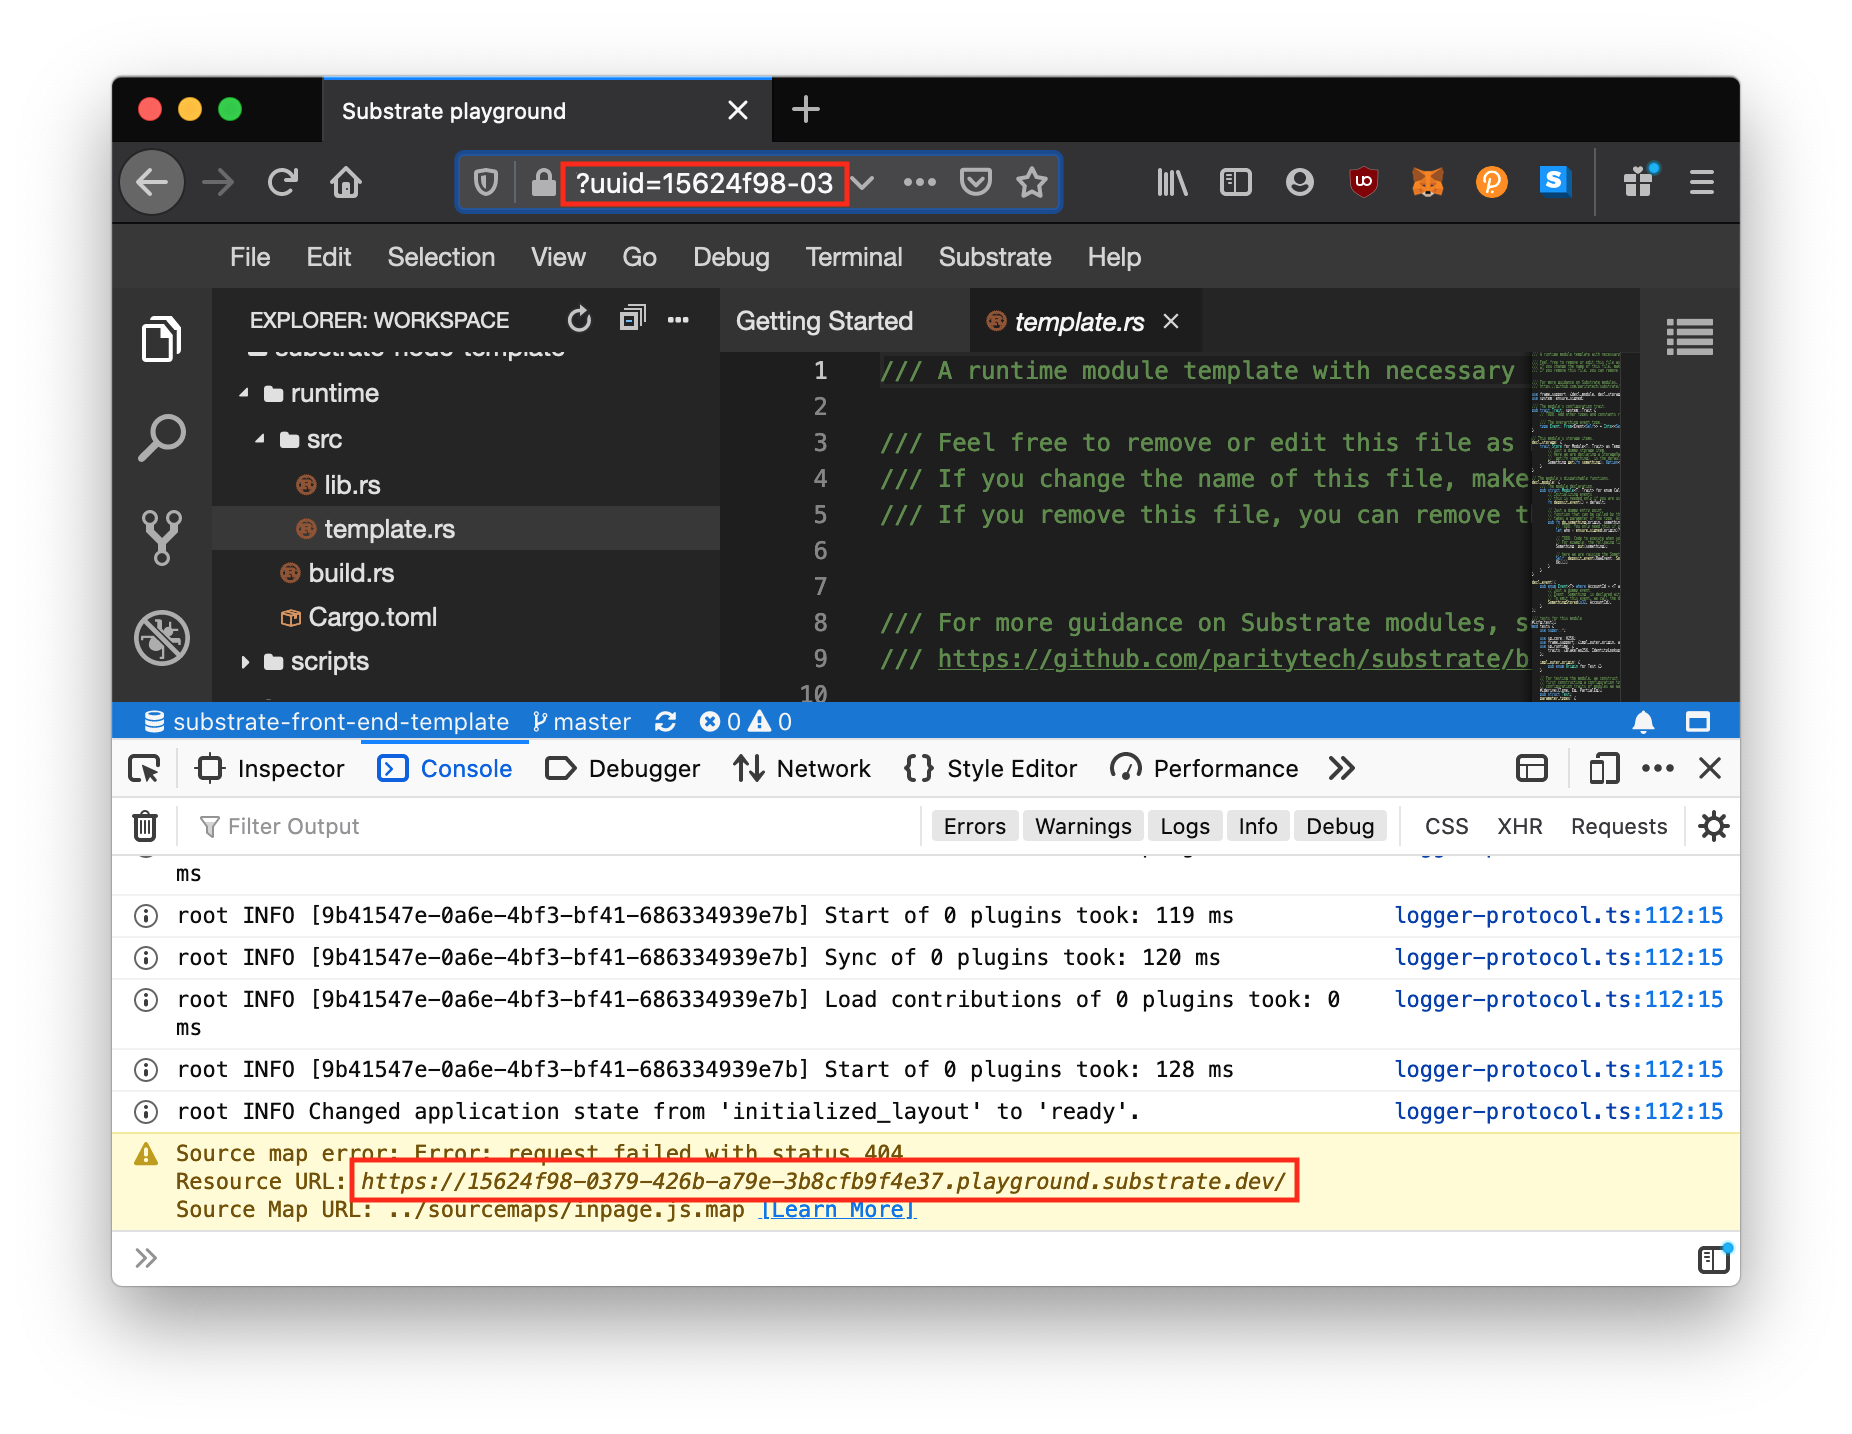 Substrate playground
?uuid=15624f98-03
File Edit Selection View Go Debug Terminal Substrate Help
EXPLORER: WORKSPACE
substrate-node-template
runtime
src
lib.rs
template.rs
build.rs
Cargo.toml
scripts
Getting Started
template.rs
1 /// A runtime module template with necessary
2
3 /// Feel free to remove or edit this file as
4 /// If you change the name of this file, make
5 /// If you remove this file, you can remove t
6
7
8 /// For more guidance on Substrate modules, s
9 /// https://github.com/paritytech/substrate/b
10
substrate-front-end-template master 0 0
Inspector Console Debugger Network Style Editor Performance
Filter Output Errors Warnings Logs Info Debug CSS XHR Requests
ms
root INFO [9b41547e-0a6e-4bf3-bf41-686334939e7b] Start of 0 plugins took: 119 ms logger-protocol.ts:112:15
root INFO [9b41547e-0a6e-4bf3-bf41-686334939e7b] Sync of 0 plugins took: 120 ms logger-protocol.ts:112:15
root INFO [9b41547e-0a6e-4bf3-bf41-686334939e7b] Load contributions of 0 plugins took: 0 logger-protocol.ts:112:15
ms
root INFO [9b41547e-0a6e-4bf3-bf41-686334939e7b] Start of 0 plugins took: 128 ms logger-protocol.ts:112:15
root INFO Changed application state from 'initialized_layout' to 'ready'. logger-protocol.ts:112:15
Source map error: Error: request failed with status 404
Resource URL: https://15624f98-0379-426b-a79e-3b8cfb9f4e37.playground.substrate.dev/
Source Map URL: ../sourcemaps/inpage.js.map [Learn More]